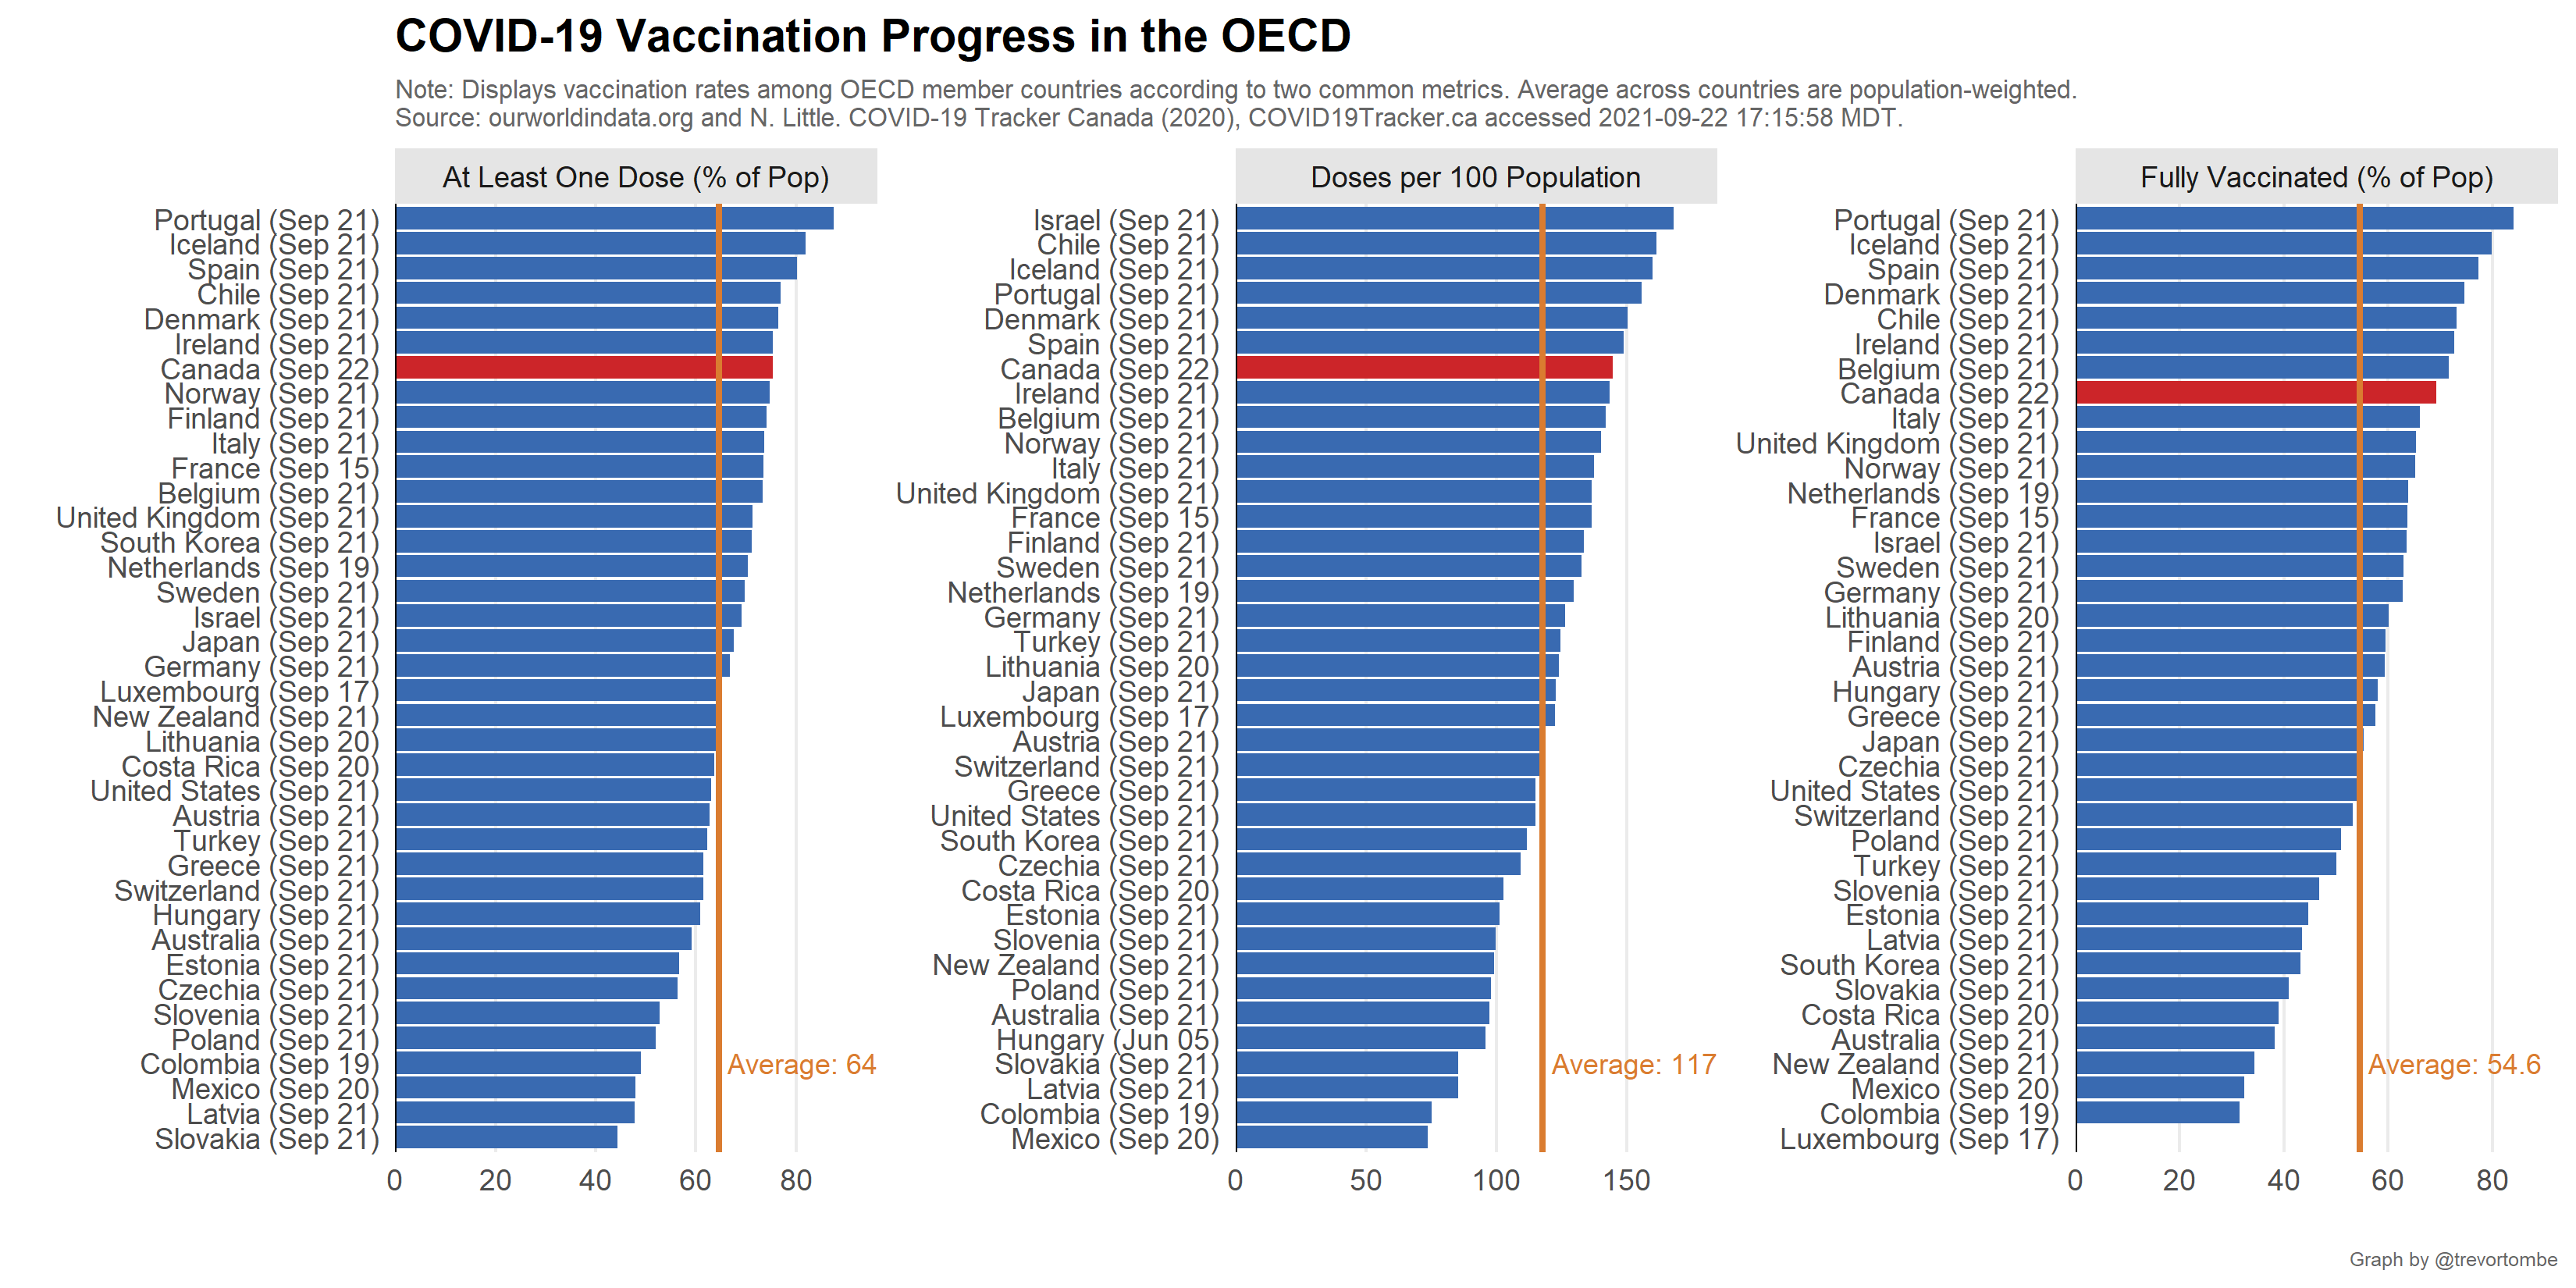 COVID-19 Vaccination Progress in the OECD
Note: Displays vaccination rates among OECD member countries according to two common metrics. Average across countries are population-weighted.
Source: ourworldindata.org and N. Little. COVID-19 Tracker Canada (2020), COVID19Tracker.ca accessed 2021-09-22 17:15:58 MDT.
At Least One Dose (% of Pop)
Portugal (Sep 21)
Iceland (Sep 21)
Spain (Sep 21)
Chile (Sep 21)
Denmark (Sep 21)
Ireland (Sep 21)
Canada (Sep 22)
Norway (Sep 21)
Finland (Sep 21)
Italy (Sep 21)
France (Sep 15)
Belgium (Sep 21)
United Kingdom (Sep 21)
South Korea (Sep 21)
Netherlands (Sep 19)
Sweden (Sep 21)
Israel (Sep 21)
Japan (Sep 21)
Germany (Sep 21)
Luxembourg (Sep 17)
New Zealand (Sep 21)
Lithuania (Sep 20)
Costa Rica (Sep 20)
United States (Sep 21)
Austria (Sep 21)
Turkey (Sep 21)
Greece (Sep 21)
Switzerland (Sep 21)
Hungary (Sep 21)
Australia (Sep 21)
Estonia (Sep 21)
Czechia (Sep 21)
Slovenia (Sep 21)
Poland (Sep 21)
Colombia (Sep 19)
Mexico (Sep 20)
Latvia (Sep 21)
Slovakia (Sep 21)
Average: 64
0 20 40 60 80
Doses per 100 Population
Israel (Sep 21)
Chile (Sep 21)
Iceland (Sep 21)
Portugal (Sep 21)
Denmark (Sep 21)
Spain (Sep 21)
Canada (Sep 22)
Ireland (Sep 21)
Belgium (Sep 21)
Norway (Sep 21)
Italy (Sep 21)
United Kingdom (Sep 21)
France (Sep 15)
Finland (Sep 21)
Sweden (Sep 21)
Netherlands (Sep 19)
Germany (Sep 21)
Turkey (Sep 21)
Lithuania (Sep 20)
Japan (Sep 21)
Luxembourg (Sep 17)
Austria (Sep 21)
Switzerland (Sep 21)
Greece (Sep 21)
United States (Sep 21)
South Korea (Sep 21)
Czechia (Sep 21)
Costa Rica (Sep 20)
Estonia (Sep 21)
Slovenia (Sep 21)
New Zealand (Sep 21)
Poland (Sep 21)
Australia (Sep 21)
Hungary (Jun 05)
Slovakia (Sep 21)
Latvia (Sep 21)
Colombia (Sep 19)
Mexico (Sep 20)
Average: 117
0 50 100 150
Fully Vaccinated (% of Pop)
Portugal (Sep 21)
Iceland (Sep 21)
Spain (Sep 21)
Denmark (Sep 21)
Chile (Sep 21)
Ireland (Sep 21)
Belgium (Sep 21)
Canada (Sep 22)
Italy (Sep 21)
United Kingdom (Sep 21)
Norway (Sep 21)
Netherlands (Sep 19)
France (Sep 15)
Israel (Sep 21)
Sweden (Sep 21)
Germany (Sep 21)
Lithuania (Sep 20)
Finland (Sep 21)
Austria (Sep 21)
Hungary (Sep 21)
Greece (Sep 21)
Japan (Sep 21)
Czechia (Sep 21)
United States (Sep 21)
Switzerland (Sep 21)
Poland (Sep 21)
Turkey (Sep 21)
Slovenia (Sep 21)
Estonia (Sep 21)
Latvia (Sep 21)
South Korea (Sep 21)
Slovakia (Sep 21)
Costa Rica (Sep 20)
Australia (Sep 21)
New Zealand (Sep 21)
Mexico (Sep 20)
Colombia (Sep 19)
Luxembourg (Sep 17)
Average: 54.6
0 20 40 60 80
Graph by @trevortombe